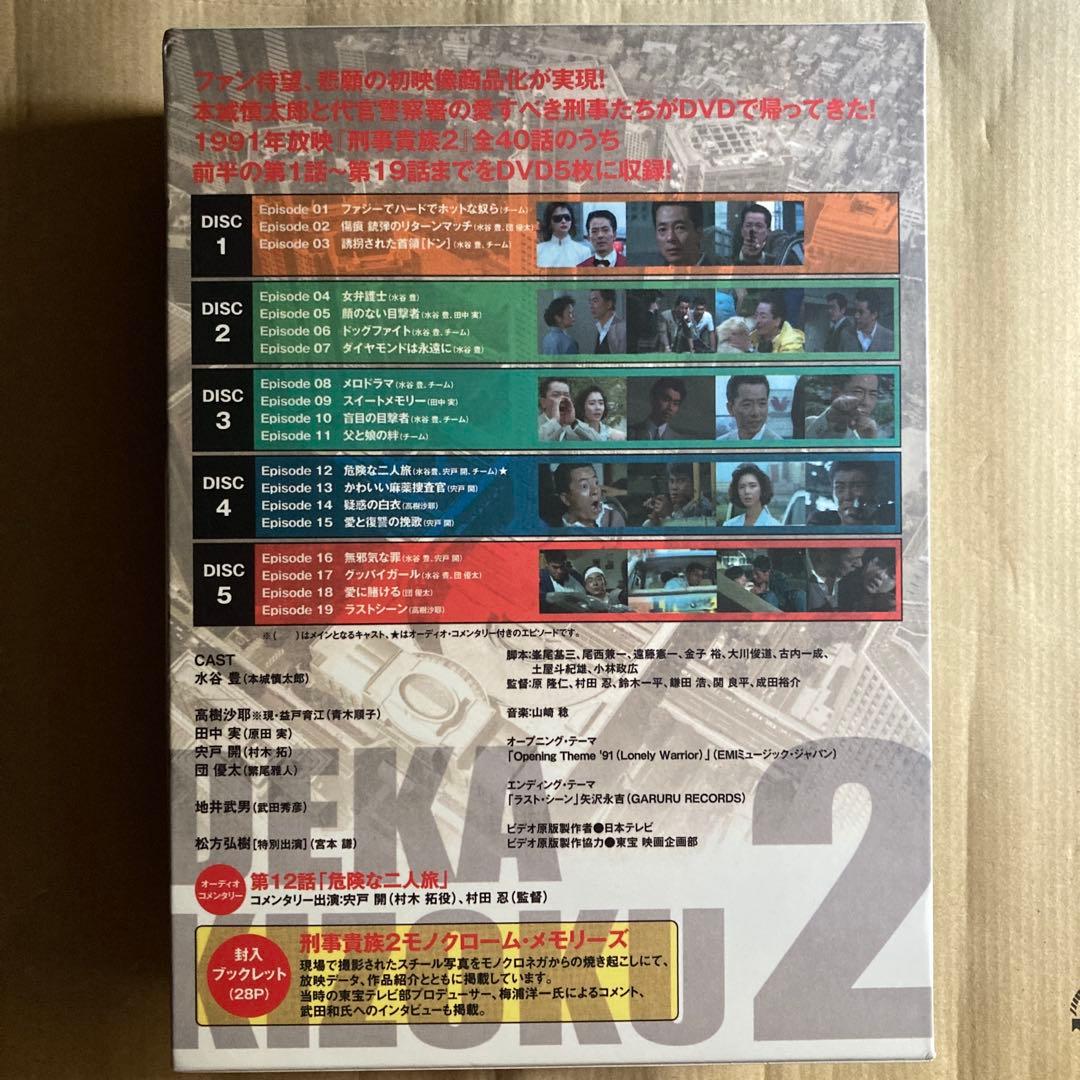 ファン待望、悲願の初映像商品化が実現!
本城慎太郎と代官警察署の愛すべき刑事たちがDVDで帰ってきた!
1991年放映『刑事貴族2』全40話のうち
前半の第1話〜第19話までをDVD5枚に収録!
DISC 1
Episode 01 ファジーでハードでホットな奴ら(チーム)
Episode 02 傷痕 銃弾のリターンマッチ(水谷 豊、団 優太)
Episode 03 誘拐された首領[ドン](水谷 豊、チーム)
DISC 2
Episode 04 女弁護士(水谷 豊)
Episode 05 顔のない目撃者(水谷 豊、田中 実)
Episode 06 ドッグファイト(水谷 豊、チーム)
Episode 07 ダイヤモンドは永遠に(水谷 豊)
DISC 3
Episode 08 メロドラマ(水谷 豊、チーム)
Episode 09 スイートメモリー(田中 実)
Episode 10 盲目の目撃者(水谷 豊、チーム)
Episode 11 父と娘の絆(チーム)
DISC 4
Episode 12 危険な二人旅(水谷豊、宍戸 開、チーム)★
Episode 13 かわいい麻薬捜査官(宍戸 開)
Episode 14 疑惑の白衣(高樹沙耶)
Episode 15 愛と復讐の挽歌(宍戸 開)
DISC 5
Episode 16 無邪気な罪(水谷 豊、宍戸 開)
Episode 17 グッバイガール(水谷 豊、団 優太)
Episode 18 愛に賭ける(団 優太)
Episode 19 ラストシーン(高樹沙耶)
※( )はメインとなるキャスト、★はオーディオ・コメンタリー付きのエピソードです。
CAST
水谷 豊(本城慎太郎)
高樹沙耶※現・益戸育江(青木順子)
田中 実(原田 実)
宍戸 開(村木 拓)
団 優太(繁尾雅人)
地井武男(武田秀彦)
松方弘樹[特別出演](宮本 謙)
脚本:峯尾基三、尾西兼一、遠藤憲一、金子 裕、大川俊道、古内一成、
土屋斗紀雄、小林政広
監督:原 隆仁、村田 忍、鈴木一平、鎌田 浩、関 良平、成田裕介
音楽:山崎 稔
オープニング・テーマ
「Opening Theme '91(Lonely Warrior)」(EMIミュージック・ジャパン)
エンディング・テーマ
「ラスト・シーン」矢沢永吉(GARURU RECORDS)
ビデオ原版製作者●日本テレビ
ビデオ原版製作協力●東宝 映画企画部
オーディオ
コメンタリー
第12話「危険な二人旅」
コメンタリー出演:宍戸 開(村木 拓役)、村田 忍(監督)
封入
ブックレット
(28P)
刑事貴族2モノクローム・メモリーズ
現場で撮影されたスチール写真をモノクロネガからの焼き起こしにて、
放映データ、作品紹介とともに掲載しています。
当時の東宝テレビ部プロデューサー、梅浦洋一氏によるコメント、
武田和氏へのインタビューも掲載。
DEKA
KIZOKU 2